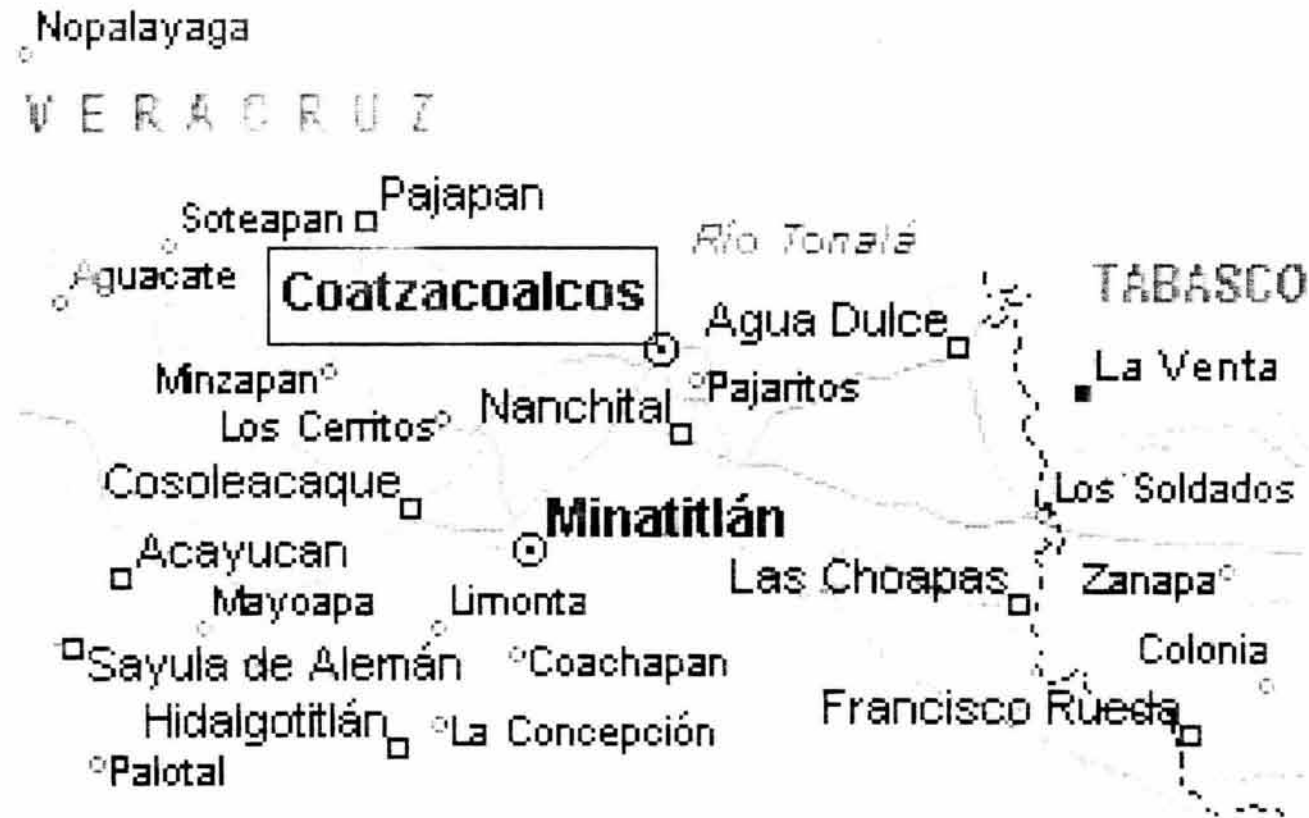 Nopalayaga
VERACRUZ
Pajapan
Soteapan
Río Tonalá
Aguacate
Coatzacoalcos
TABASCO
Agua Dulce
La Venta
Minzapan
Pajaritos
Nanchital
Los Cerritos
Cosoleacaque
Los Soldados
Minatitlán
Acayucan
Las Choapas
Zanapa
Mayoapa
Limonta
Colonia
Sayula de Alemán
Coachapan
Francisco Rueda
Hidalgotitlán
La Concepción
Palotal